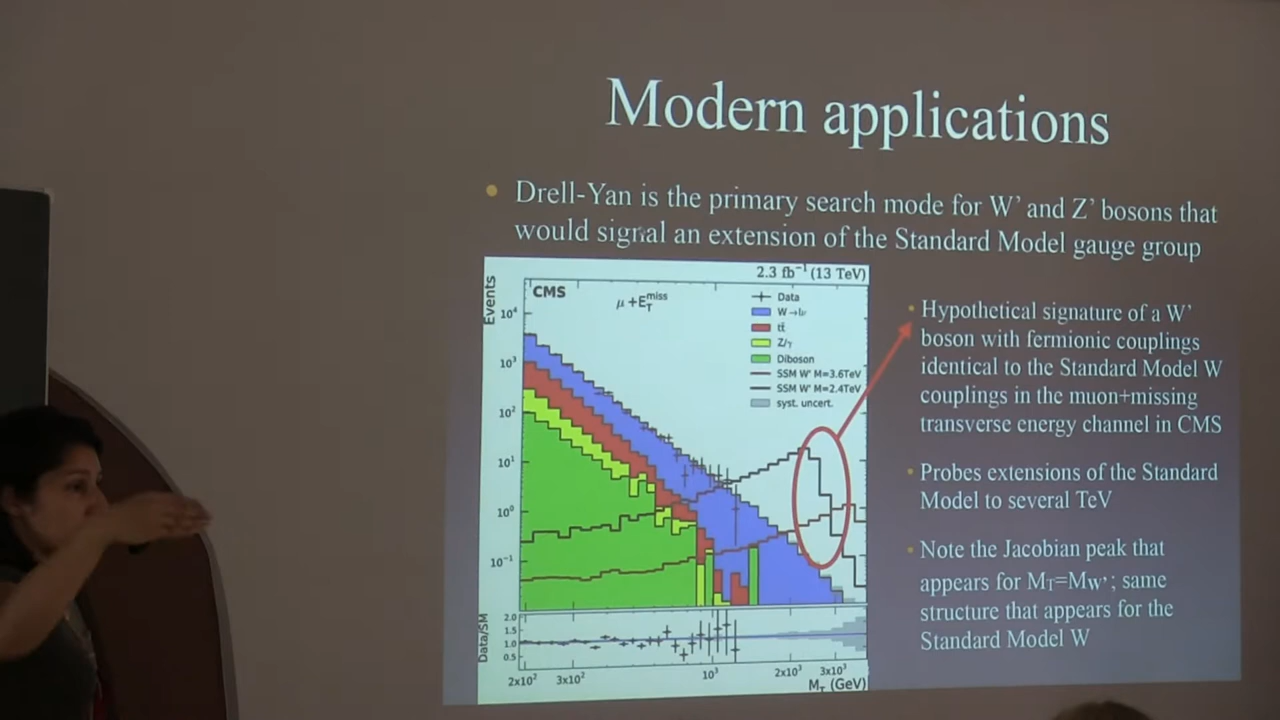 Modern applications
• Drell-Yan is the primary search mode for W' and Z' bosons that
would signal an extension of the Standard Model gauge group
2.3 fb⁻¹ (13 TeV)
Events
CMS
μ +E_T^miss
Data
W→lν
tt̄
Z/γ
Diboson
SSM W' M=3.6TeV
SSM W' M=2.4TeV
syst. uncert.
10⁴
10³
10²
10¹
10⁰
10⁻¹
Data/SM
2.0
1.5
1.0
0.5
2x10² 3x10² 10³ 2x10³ 3x10³
M_T (GeV)
• Hypothetical signature of a W'
boson with fermionic couplings
identical to the Standard Model W
couplings in the muon+missing
transverse energy channel in CMS
• Probes extensions of the Standard
Model to several TeV
• Note the Jacobian peak that
appears for M_T=M_W'; same
structure that appears for the
Standard Model W